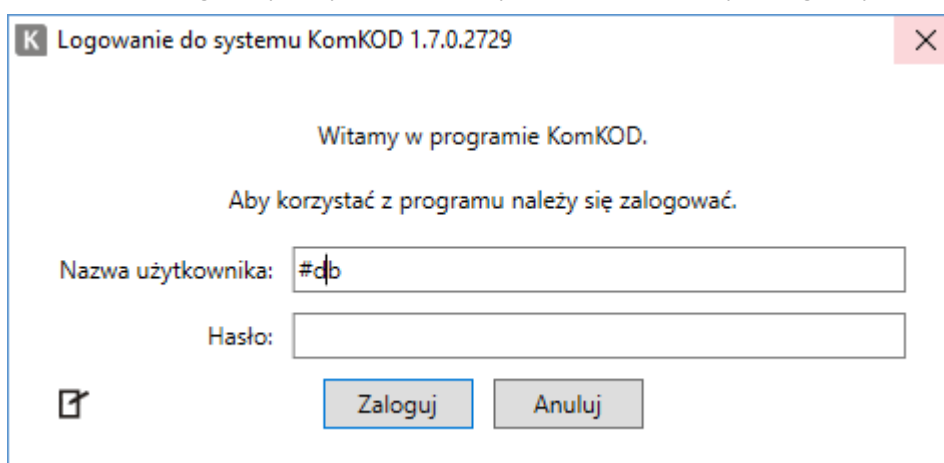 K Logowanie do systemu KomKOD 1.7.0.2729
Witamy w programie KomKOD.
Aby korzystać z programu należy się zalogować.
Nazwa użytkownika: #db
Hasło:
Zaloguj Anuluj